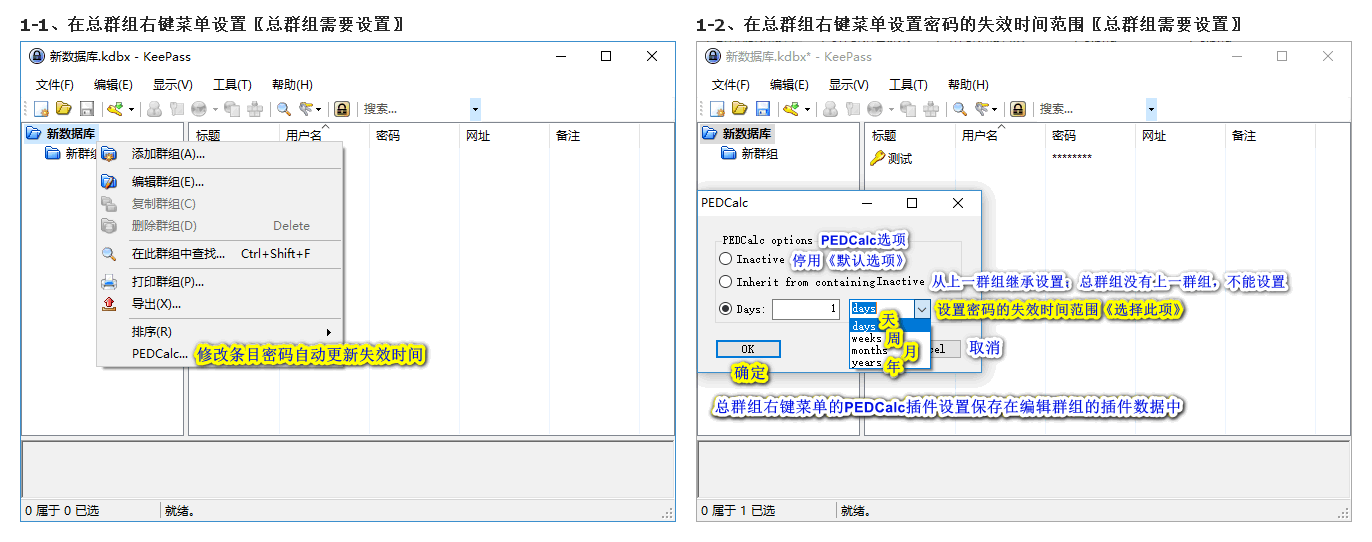 1-1、在总群组右键菜单设置〖总群组需要设置〗
新数据库.kdbx - KeePass
文件(F) 编辑(E) 显示(V) 工具(T) 帮助(H)
搜索...
新数据库
标题 用户名 密码 网址 备注
新群组
添加群组(A)...
编辑群组(E)...
复制群组(C)
删除群组(D) Delete
在此群组中查找... Ctrl+Shift+F
打印群组(P)...
导出(X)...
排序(R)
PEDCalc... 修改条目密码自动更新失效时间
0 属于 0 已选 就绪。
1-2、在总群组右键菜单设置密码的失效时间范围〖总群组需要设置〗
新数据库.kdbx* - KeePass
文件(F) 编辑(E) 显示(V) 工具(T) 帮助(H)
搜索...
新数据库
标题 用户名 密码 网址 备注
新群组
测试 ********
PEDCalc
PEDCalc options PEDCalc选项
Inactive 停用《默认选项》
Inherit from containingInactive 从上一群组继承设置；总群组没有上一群组，不能设置
Days: 1 days 设置密码的失效时间范围《选择此项》
days 天
weeks 周
months 月
years 年
OK cel 取消
确定
总群组右键菜单的PEDCalc插件设置保存在编辑群组的插件数据中
0 属于 1 已选 就绪。